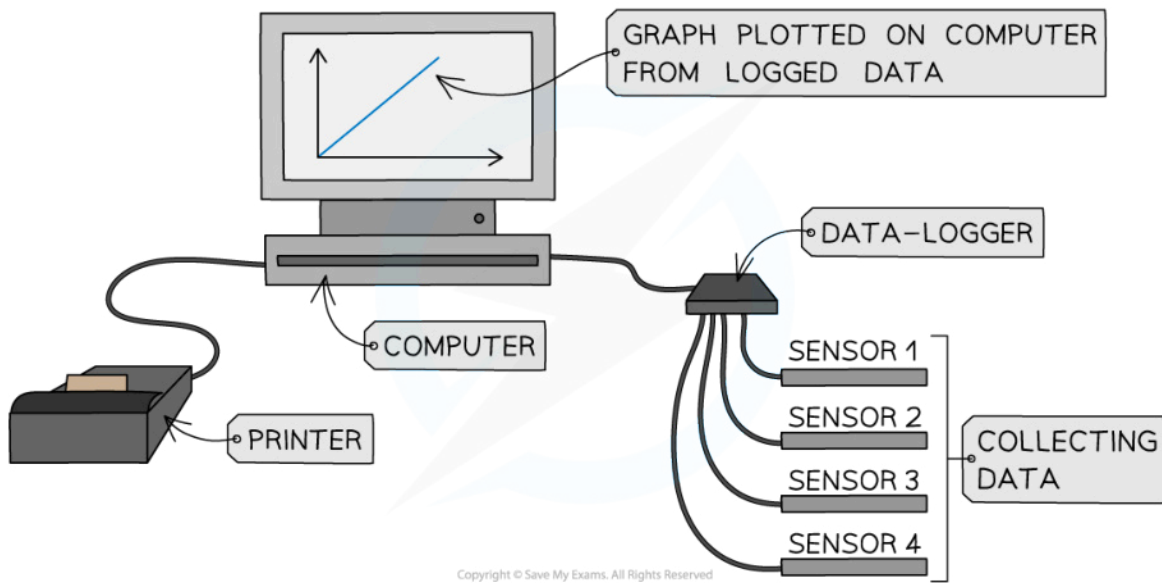 GRAPH PLOTTED ON COMPUTER
FROM LOGGED DATA
DATA-LOGGER
COMPUTER
SENSOR 1
SENSOR 2
PRINTER
COLLECTING
DATA
SENSOR 3
SENSOR 4
Copyright © Save My Exams. All Rights Reserved